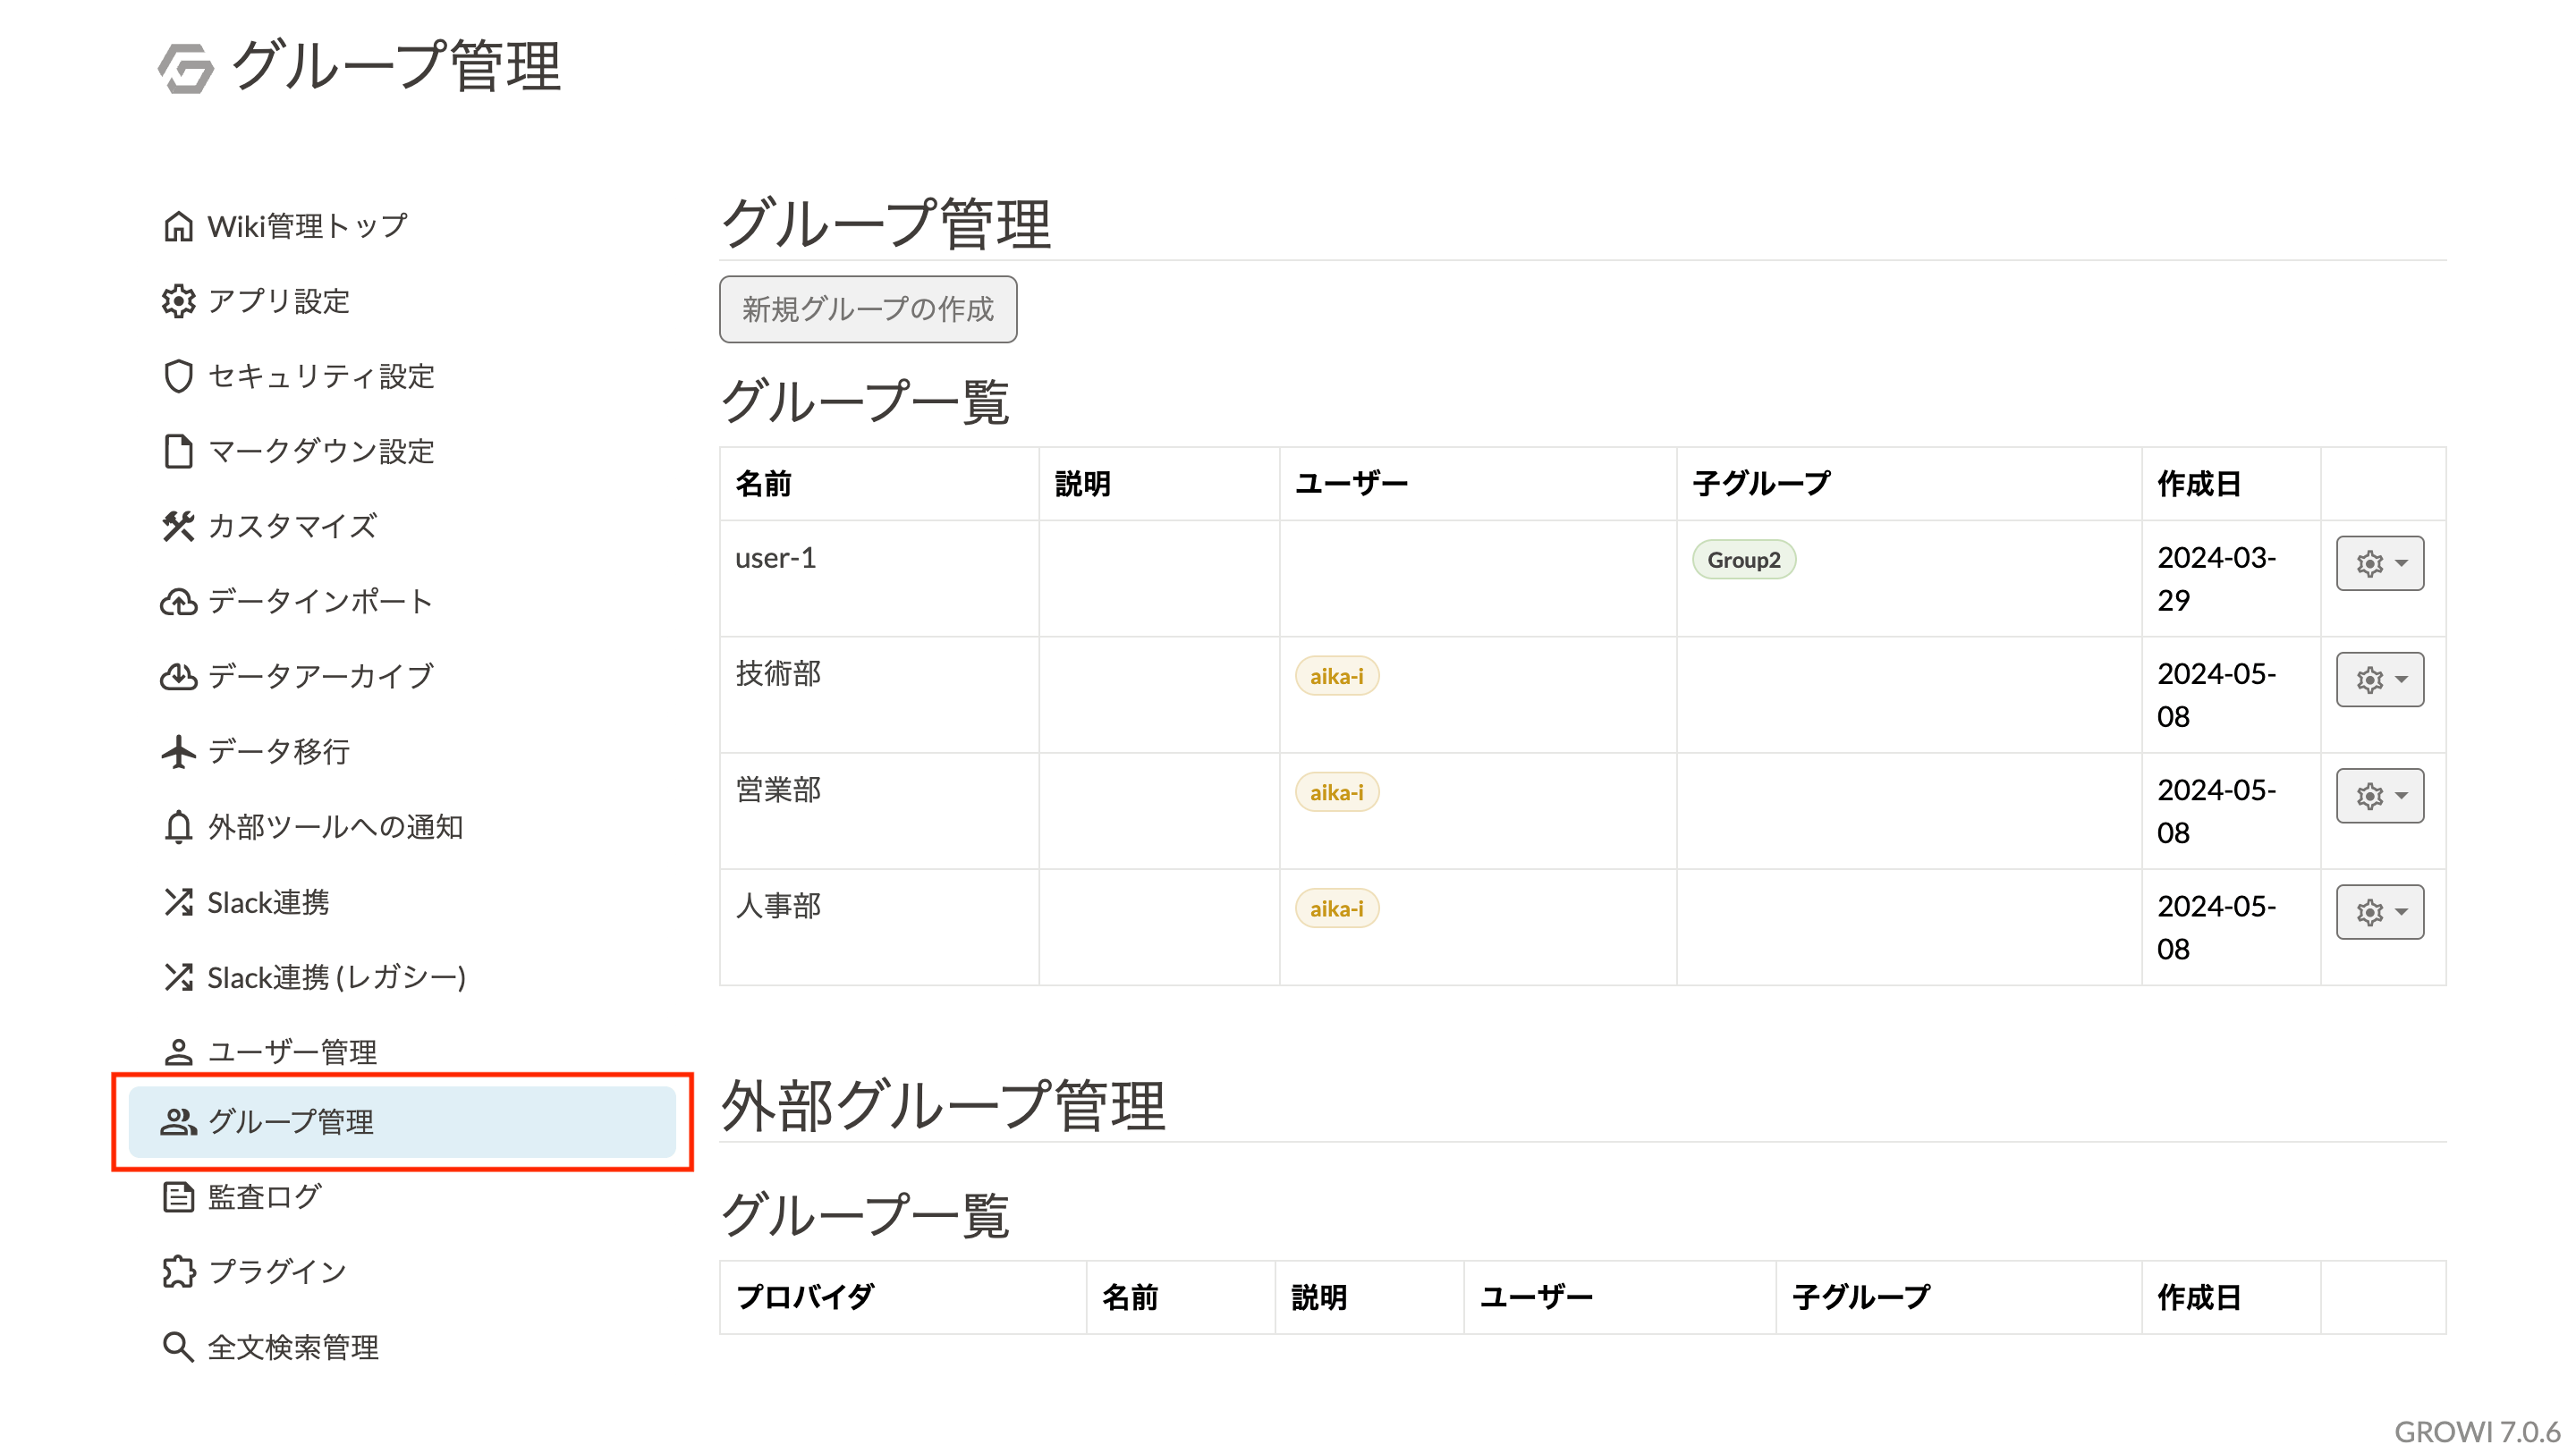 グループ管理
Wiki管理トップ
アプリ設定
セキュリティ設定
マークダウン設定
カスタマイズ
データインポート
データアーカイブ
データ移行
外部ツールへの通知
Slack連携
Slack連携 (レガシー)
ユーザー管理
グループ管理
監査ログ
プラグイン
全文検索管理
グループ管理
新規グループの作成
グループ一覧
名前 説明 ユーザー 子グループ 作成日
user-1 Group2 2024-03-
29
技術部 aika-i 2024-05-
08
営業部 aika-i 2024-05-
08
人事部 aika-i 2024-05-
08
外部グループ管理
グループ一覧
プロバイダ 名前 説明 ユーザー 子グループ 作成日
GROWI 7.0.6